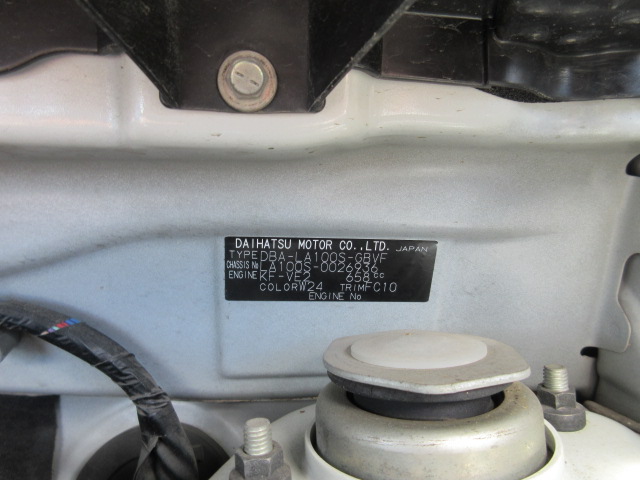 DAIHATSU MOTOR CO.,LTD. JAPAN
TYPE DBA-LA100S-GBVF
CHASSIS No LA100S-0026936
ENGINE KF-VE2 658cc
COLOR W24 TRIM FC10
ENGINE No